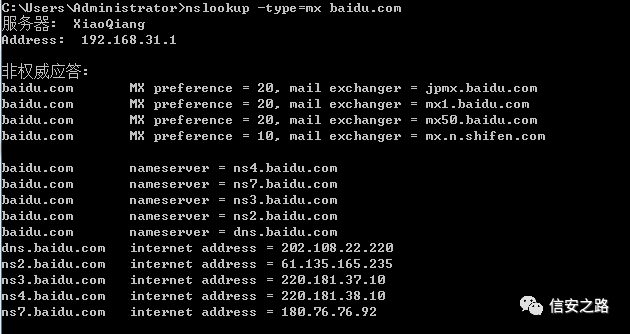 C:\Users\Administrator>nslookup -type=mx baidu.com
服务器:  XiaoQiang
Address:  192.168.31.1
非权威应答:
baidu.com       MX preference = 20, mail exchanger = jpmx.baidu.com
baidu.com       MX preference = 20, mail exchanger = mx1.baidu.com
baidu.com       MX preference = 20, mail exchanger = mx50.baidu.com
baidu.com       MX preference = 10, mail exchanger = mx.n.shifen.com
baidu.com       nameserver = ns4.baidu.com
baidu.com       nameserver = ns7.baidu.com
baidu.com       nameserver = ns3.baidu.com
baidu.com       nameserver = ns2.baidu.com
baidu.com       nameserver = dns.baidu.com
dns.baidu.com   internet address = 202.108.22.220
ns2.baidu.com   internet address = 61.135.165.235
ns3.baidu.com   internet address = 220.181.37.10
ns4.baidu.com   internet address = 220.181.38.10
ns7.baidu.com   internet address = 180.76.76.92
信安之路